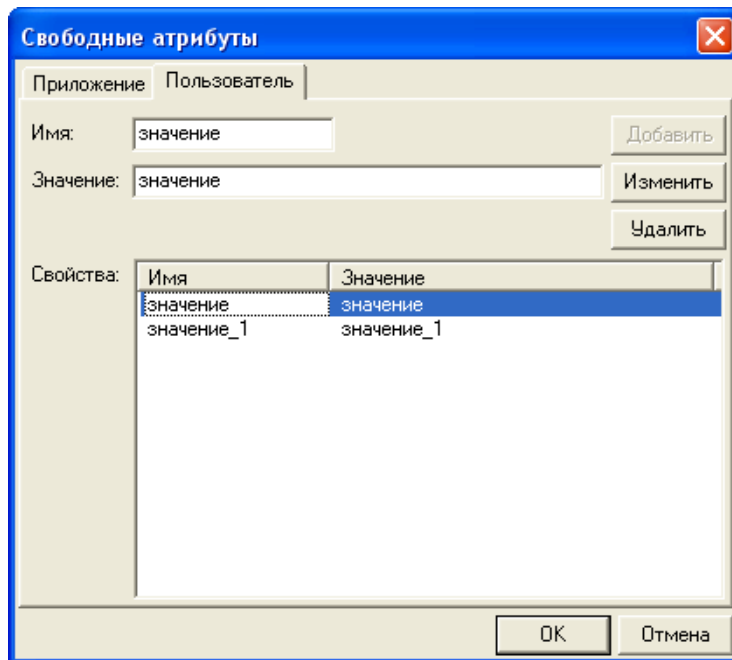 Свободные атрибуты
Приложение Пользователь
Имя: значение Добавить
Значение: значение Изменить
Удалить
Свойства: Имя Значение
значение значение
значение_1 значение_1
OK Отмена